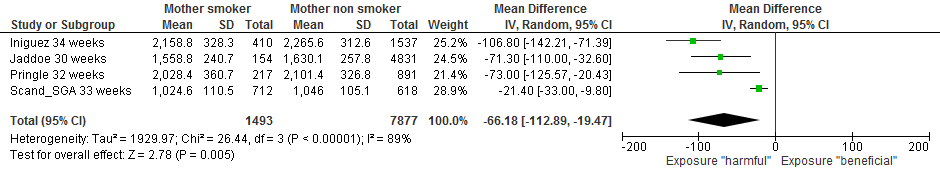 Mother smoker Mother non smoker Mean Difference Mean Difference
Study or Subgroup Mean SD Total Mean SD Total Weight IV, Random, 95% CI IV, Random, 95% CI
Iniguez 34 weeks 2,158.8 328.3 410 2,265.6 312.6 1537 25.2% -106.80 [-142.21, -71.39]
Jaddoe 30 weeks 1,558.8 240.7 154 1,630.1 257.8 4831 24.5% -71.30 [-110.00, -32.60]
Pringle 32 weeks 2,028.4 360.7 217 2,101.4 326.8 891 21.4% -73.00 [-125.57, -20.43]
Scand_SGA 33 weeks 1,024.6 110.5 712 1,046 105.1 618 28.9% -21.40 [-33.00, -9.80]
Total (95% CI) 1493 7877 100.0% -66.18 [-112.89, -19.47]
Heterogeneity: Tau² = 1929.97; Chi² = 26.44, df = 3 (P < 0.00001); I² = 89%
Test for overall effect: Z = 2.78 (P = 0.005)
-200 -100 0 100 200
Exposure "harmful" Exposure "beneficial"